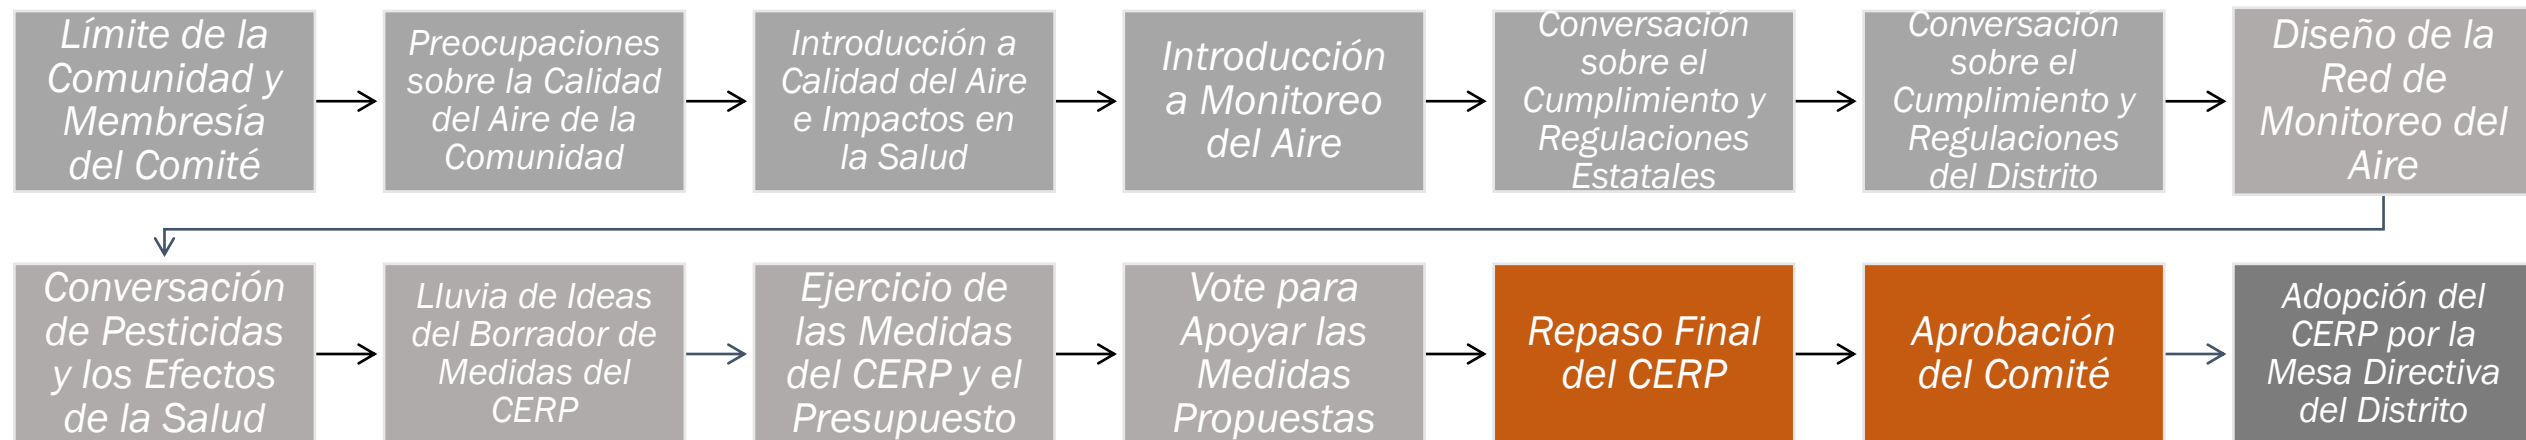 Límite de la
Comunidad y
Membresía
del Comité
Preocupaciones
sobre la Calidad
del Aire de la
Comunidad
Introducción a
Calidad del Aire
e Impactos en
la Salud
Introducción
a Monitoreo
del Aire
Conversación
sobre el
Cumplimiento y
Regulaciones
Estatales
Conversación
sobre el
Cumplimiento y
Regulaciones
del Distrito
Diseño de la
Red de
Monitoreo del
Aire
Conversación
de Pesticidas
y los Efectos
de la Salud
Lluvia de Ideas
del Borrador de
Medidas del
CERP
Ejercicio de
las Medidas
del CERP y el
Presupuesto
Vote para
Apoyar las
Medidas
Propuestas
Repaso Final
del CERP
Aprobación
del Comité
Adopción del
CERP por la
Mesa Directiva
del Distrito